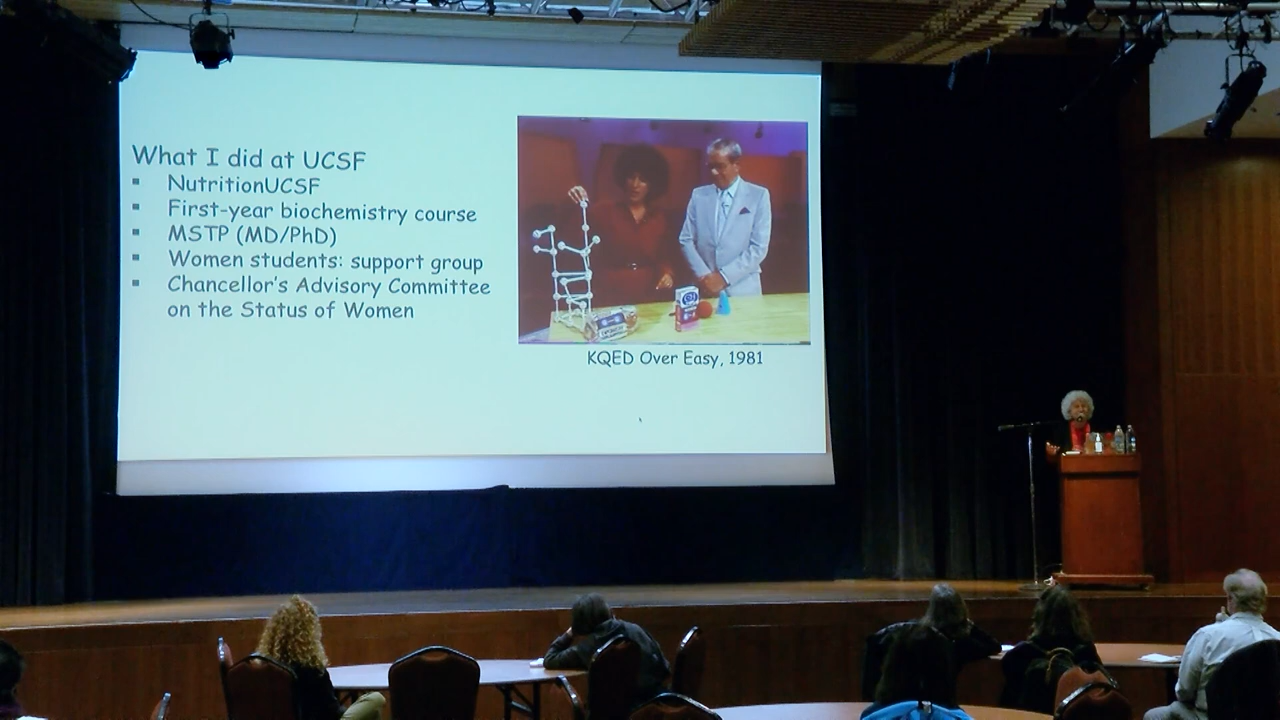 What I did at UCSF
▪ NutritionUCSF
▪ First-year biochemistry course
▪ MSTP (MD/PhD)
▪ Women students: support group
▪ Chancellor's Advisory Committee
on the Status of Women
KQED Over Easy, 1981